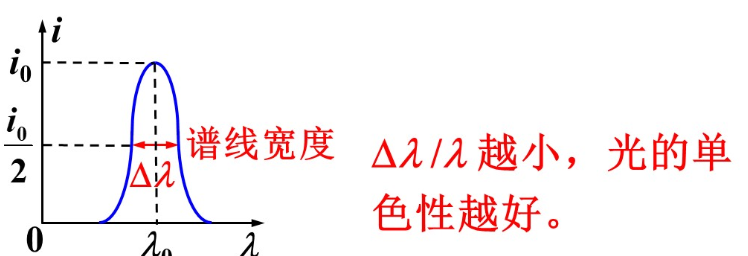 i
i₀
i₀/2
谱线宽度
Δλ
0
λ₀
λ
Δλ/λ 越小，光的单
色性越好。